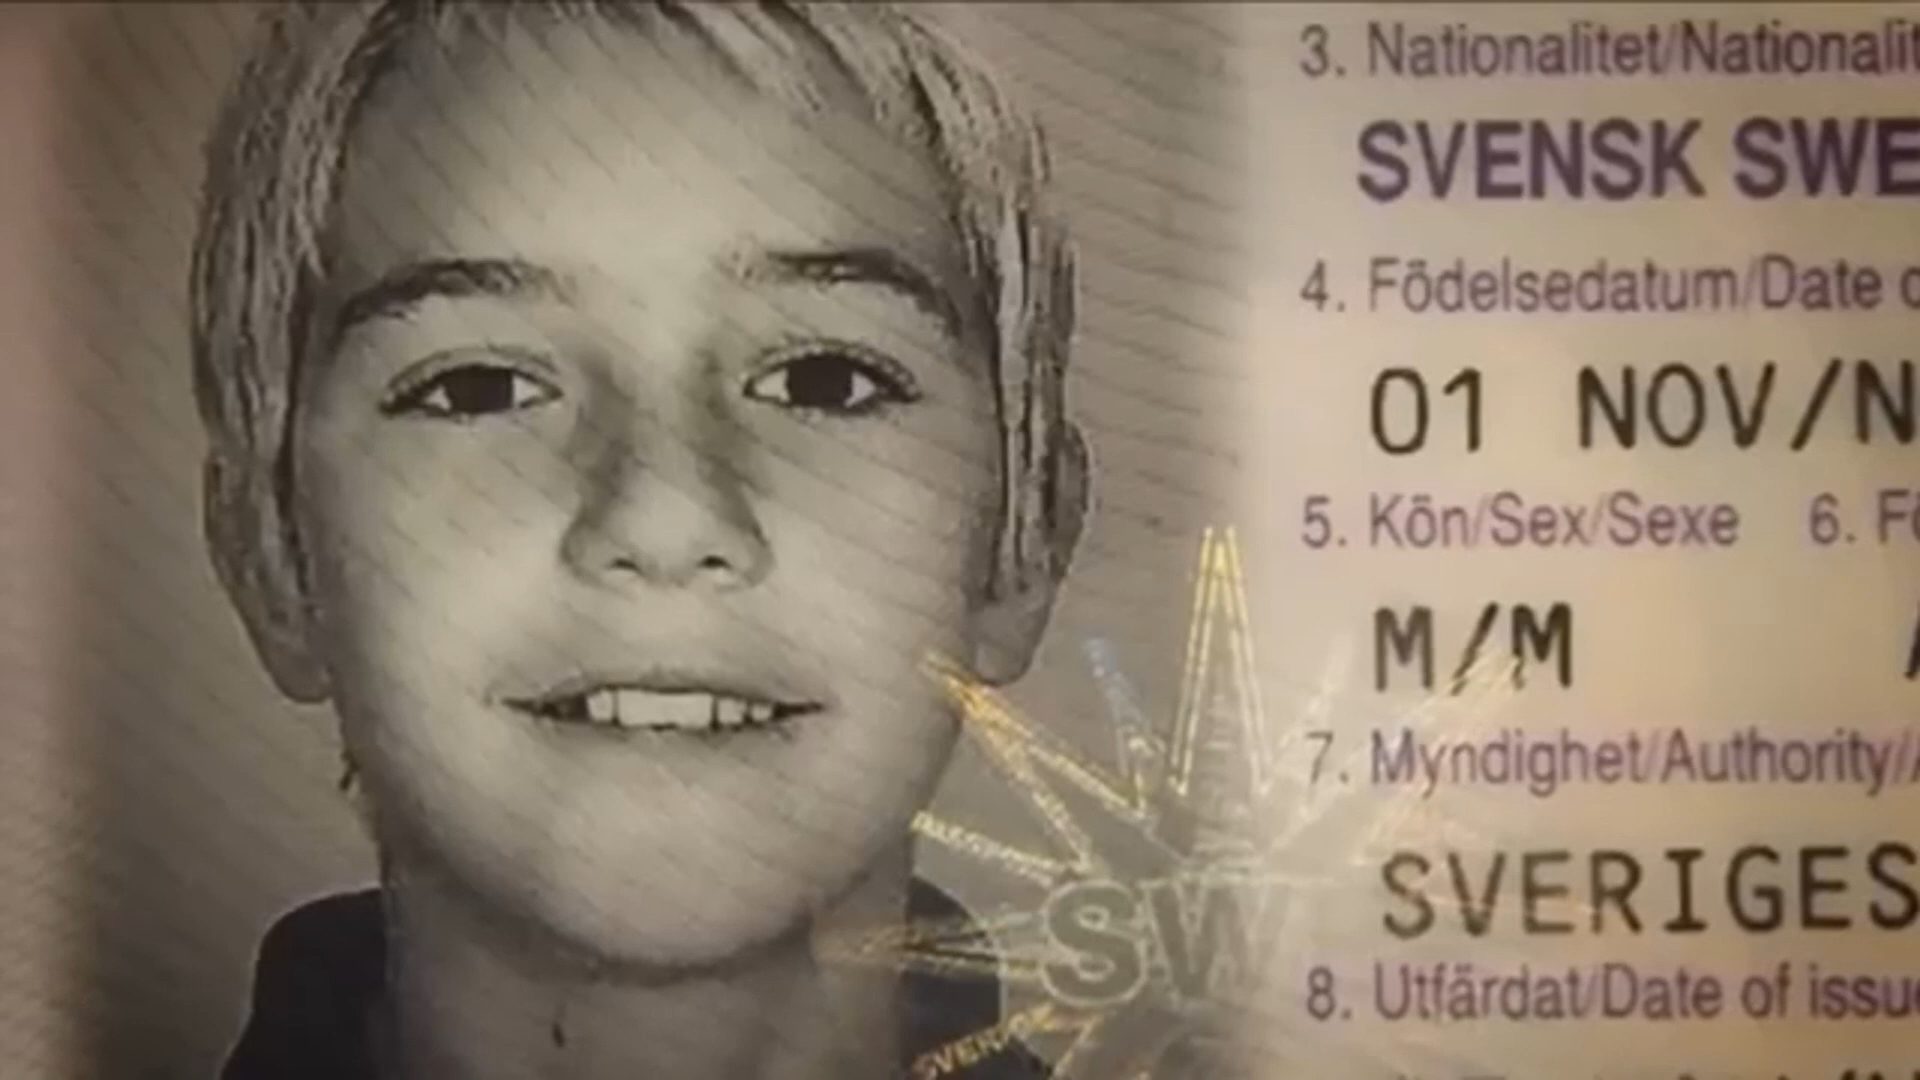 3. Nationalitet/Nationalit
SVENSK SWE
4. Födelsedatum/Date o
01 NOV/N
5. Kön/Sex/Sexe 6. Fö
M/M
7. Myndighet/Authority/A
SVERIGES
SW
8. Utfärdat/Date of issue